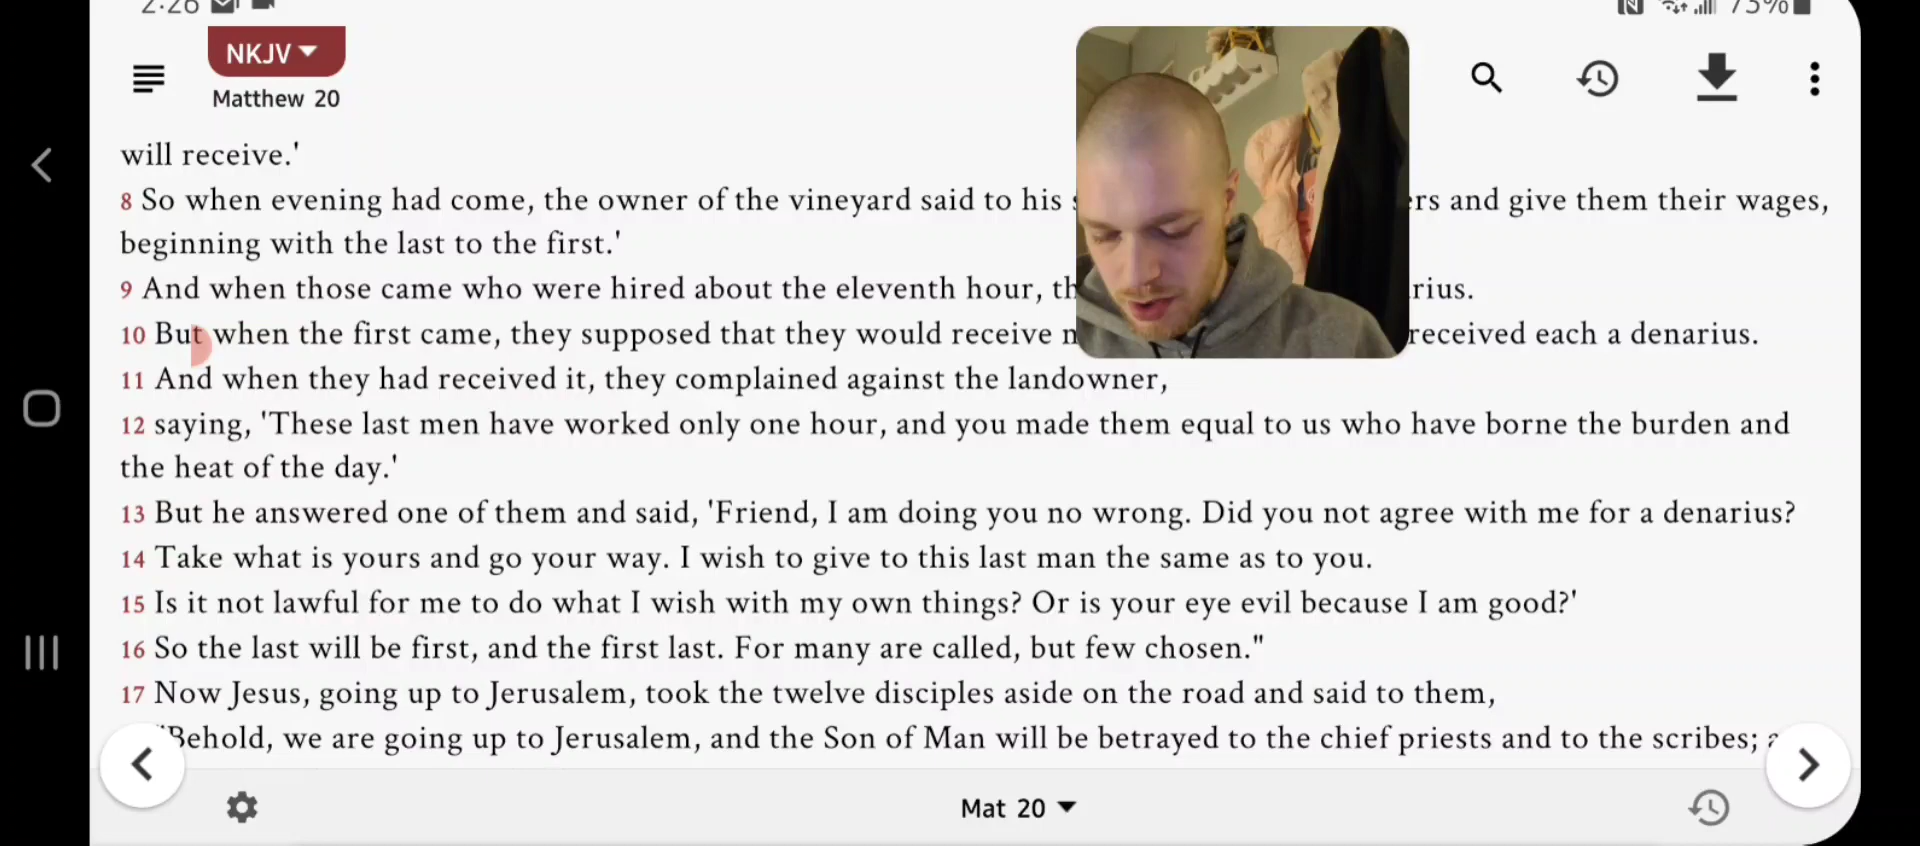 2:26 73%
NKJV
Matthew 20
will receive.'
8 So when evening had come, the owner of the vineyard said to his ers and give them their wages,
beginning with the last to the first.'
9 And when those came who were hired about the eleventh hour, th rius.
10 But when the first came, they supposed that they would receive received each a denarius.
11 And when they had received it, they complained against the landowner,
12 saying, 'These last men have worked only one hour, and you made them equal to us who have borne the burden and
the heat of the day.'
13 But he answered one of them and said, 'Friend, I am doing you no wrong. Did you not agree with me for a denarius?
14 Take what is yours and go your way. I wish to give to this last man the same as to you.
15 Is it not lawful for me to do what I wish with my own things? Or is your eye evil because I am good?'
16 So the last will be first, and the first last. For many are called, but few chosen."
17 Now Jesus, going up to Jerusalem, took the twelve disciples aside on the road and said to them,
"Behold, we are going up to Jerusalem, and the Son of Man will be betrayed to the chief priests and to the scribes;
Mat 20